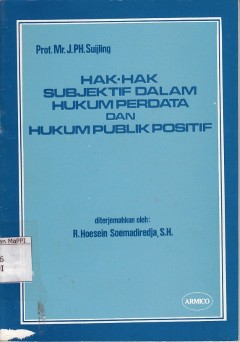 Prof. Mr. J.PH. Suijling
HAK-HAK
SUBJEKTIF DALAM
HUKUM PERDATA
DAN
HUKUM PUBLIK POSITIF
diterjemahkan oleh:
R. Hoesein Soemadiredja, S.H.
ARMICO